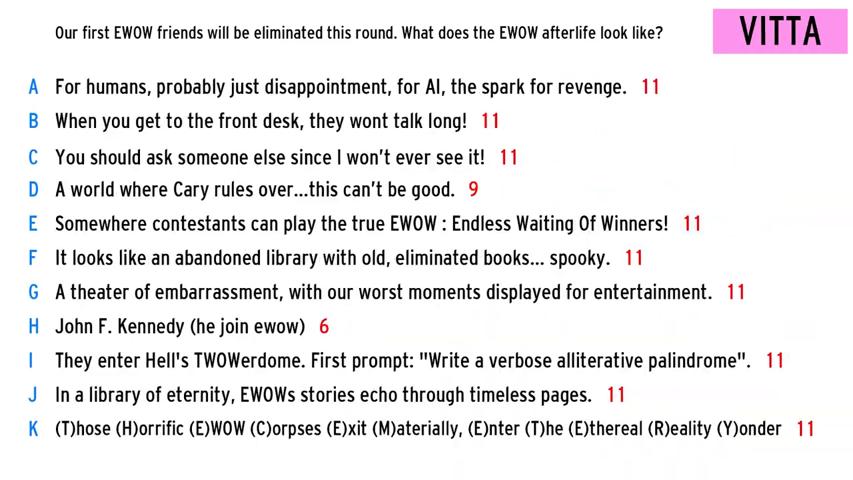 Our first EWOW friends will be eliminated this round. What does the EWOW afterlife look like?
VITTA
A For humans, probably just disappointment, for AI, the spark for revenge. 11
B When you get to the front desk, they wont talk long! 11
C You should ask someone else since I won't ever see it! 11
D A world where Cary rules over...this can't be good. 9
E Somewhere contestants can play the true EWOW : Endless Waiting Of Winners! 11
F It looks like an abandoned library with old, eliminated books... spooky. 11
G A theater of embarrassment, with our worst moments displayed for entertainment. 11
H John F. Kennedy (he join ewow) 6
I They enter Hell's TWOWerdome. First prompt: "Write a verbose alliterative palindrome". 11
J In a library of eternity, EWOWs stories echo through timeless pages. 11
K (T)hose (H)orrific (E)WOW (C)orpses (E)xit (M)aterially, (E)nter (T)he (E)thereal (R)eality (Y)onder 11